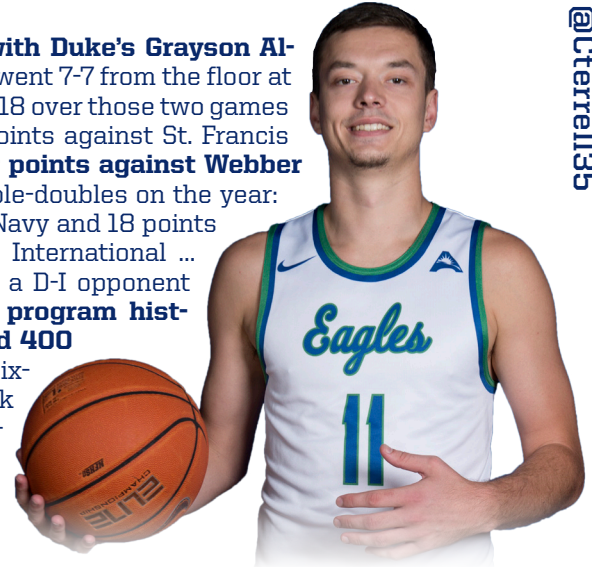 with Duke's Grayson Al-
went 7-7 from the floor at
18 over those two games
oints against St. Francis
points against Webber
ble-doubles on the year:
Navy and 18 points
International ...
a D-I opponent
program hist-
d 400
ix-
k
-
@Cterrell35
Eagles
11
ELITE
CHAMPIONSHIP